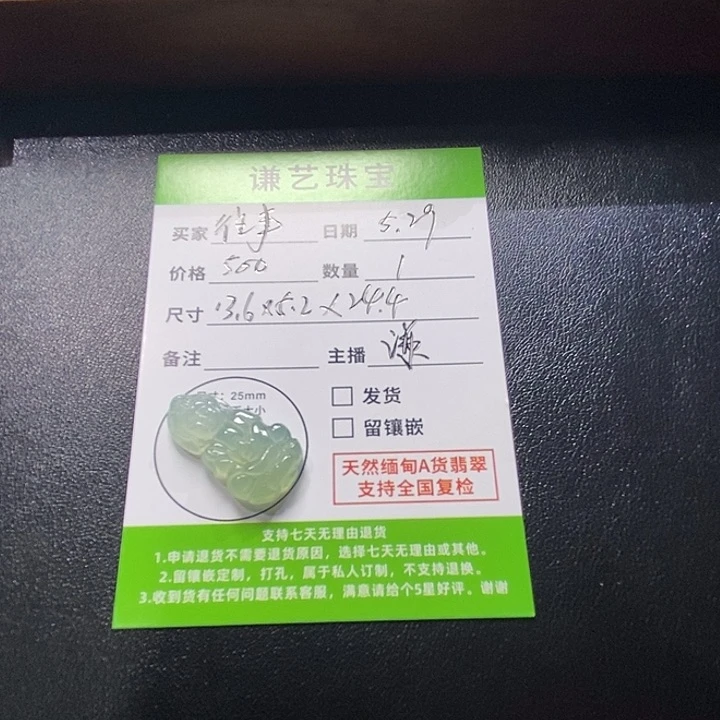 谦艺珠宝
买家 往事 日期 5.29
价格 500 数量 1
尺寸 13.6×5.2×24.4
备注 主播 谦
寸：25mm
大小
发货
留镶嵌
天然缅甸A货翡翠
支持全国复检
支持七天无理由退货
1.申请退货不需要退货原因，选择七天无理由或其他。
2.留镶嵌定制，打孔，属于私人订制，不支持退换。
3.收到货有任何问题联系客服，满意请给个5星好评。谢谢